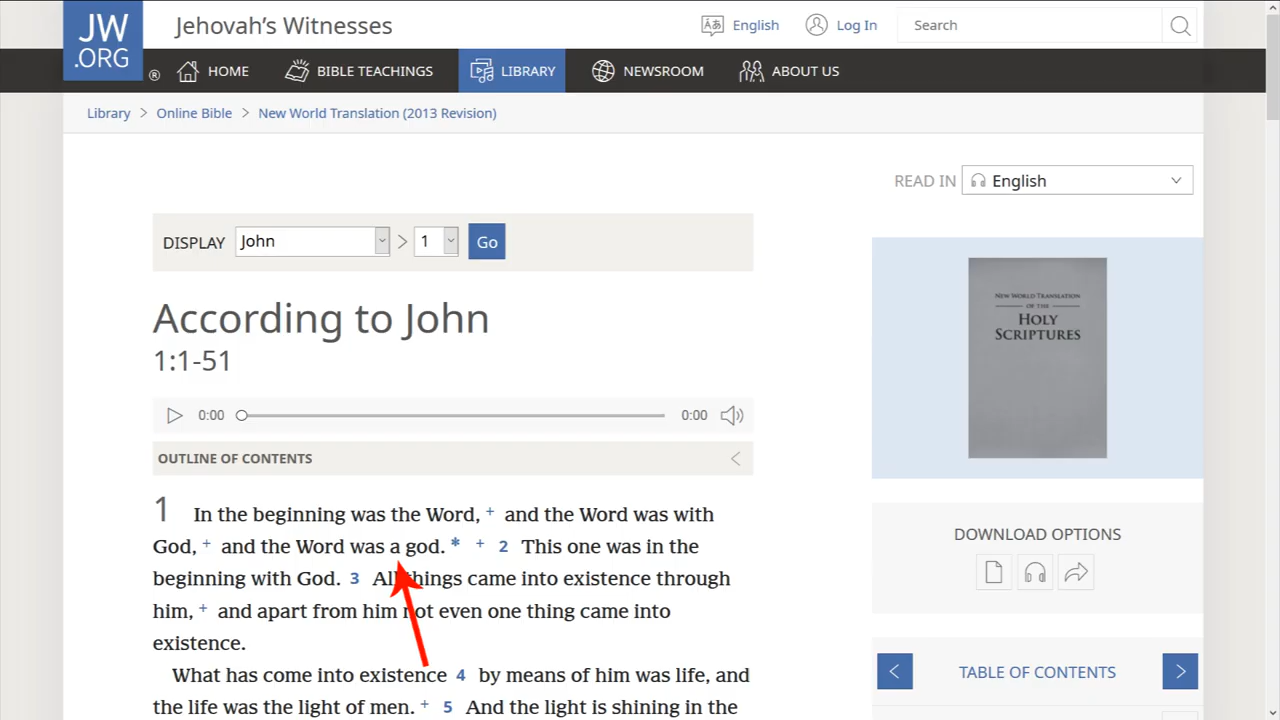 JW
.ORG
®
Jehovah's Witnesses
English
Log In
Search
HOME
BIBLE TEACHINGS
LIBRARY
NEWSROOM
ABOUT US
Library > Online Bible > New World Translation (2013 Revision)
READ IN English
DISPLAY John > 1 Go
According to John
1:1-51
0:00 0:00
OUTLINE OF CONTENTS
1 In the beginning was the Word, + and the Word was with
God, + and the Word was a god. * + 2 This one was in the
beginning with God. 3 All things came into existence through
him, + and apart from him not even one thing came into
existence.
What has come into existence 4 by means of him was life, and
the life was the light of men. + 5 And the light is shining in the
NEW WORLD TRANSLATION
OF THE
HOLY
SCRIPTURES
DOWNLOAD OPTIONS
TABLE OF CONTENTS